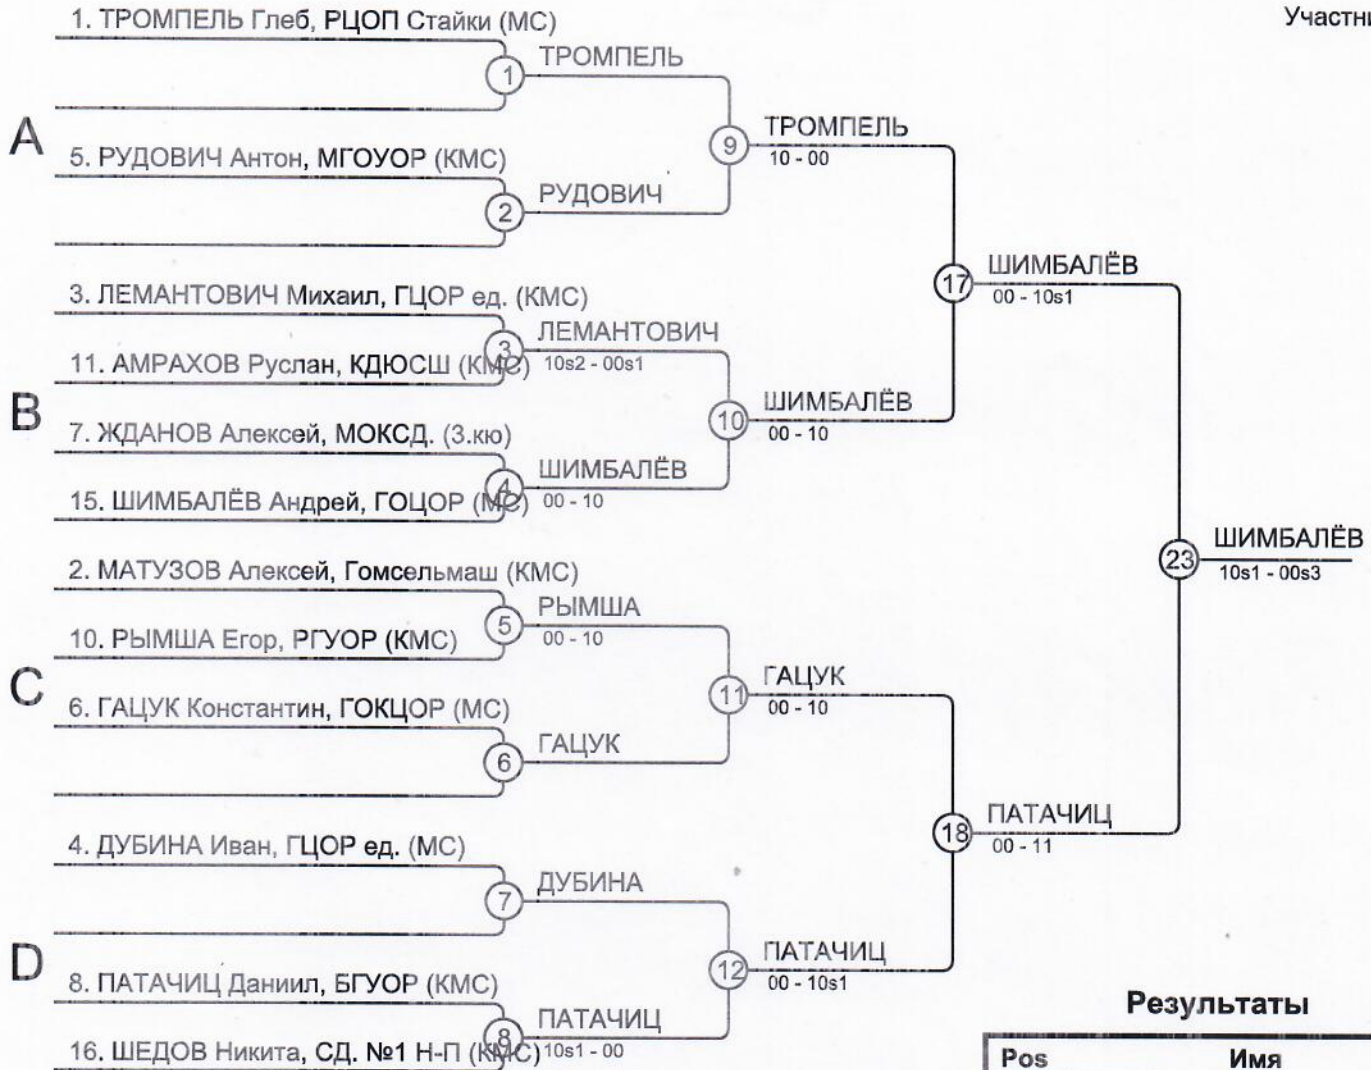 1. ТРОМПЕЛЬ Глеб, РЦОП Стайки (МС)
1
ТРОМПЕЛЬ
A
5. РУДОВИЧ Антон, МГОУОР (КМС)
2
РУДОВИЧ
9
ТРОМПЕЛЬ
10 - 00
3. ЛЕМАНТОВИЧ Михаил, ГЦОР ед. (КМС)
3
ЛЕМАНТОВИЧ
10s2 - 00s1
11. АМРАХОВ Руслан, КДЮСШ (КМС)
B
7. ЖДАНОВ Алексей, МОКСД. (3.кю)
4
ШИМБАЛЁВ
00 - 10
15. ШИМБАЛЁВ Андрей, ГОЦОР (МС)
10
ШИМБАЛЁВ
00 - 10
17
ШИМБАЛЁВ
00 - 10s1
2. МАТУЗОВ Алексей, Гомсельмаш (КМС)
5
РЫМША
00 - 10
10. РЫМША Егор, РГУОР (КМС)
C
6. ГАЦУК Константин, ГОКЦОР (МС)
6
ГАЦУК
11
ГАЦУК
00 - 10
4. ДУБИНА Иван, ГЦОР ед. (МС)
7
ДУБИНА
D
8. ПАТАЧИЦ Даниил, БГУОР (КМС)
8
ПАТАЧИЦ
10s1 - 00
16. ШЕДОВ Никита, СД. №1 Н-П (КМС)
12
ПАТАЧИЦ
00 - 10s1
18
ПАТАЧИЦ
00 - 11
23
ШИМБАЛЁВ
10s1 - 00s3
Результаты
Pos Имя